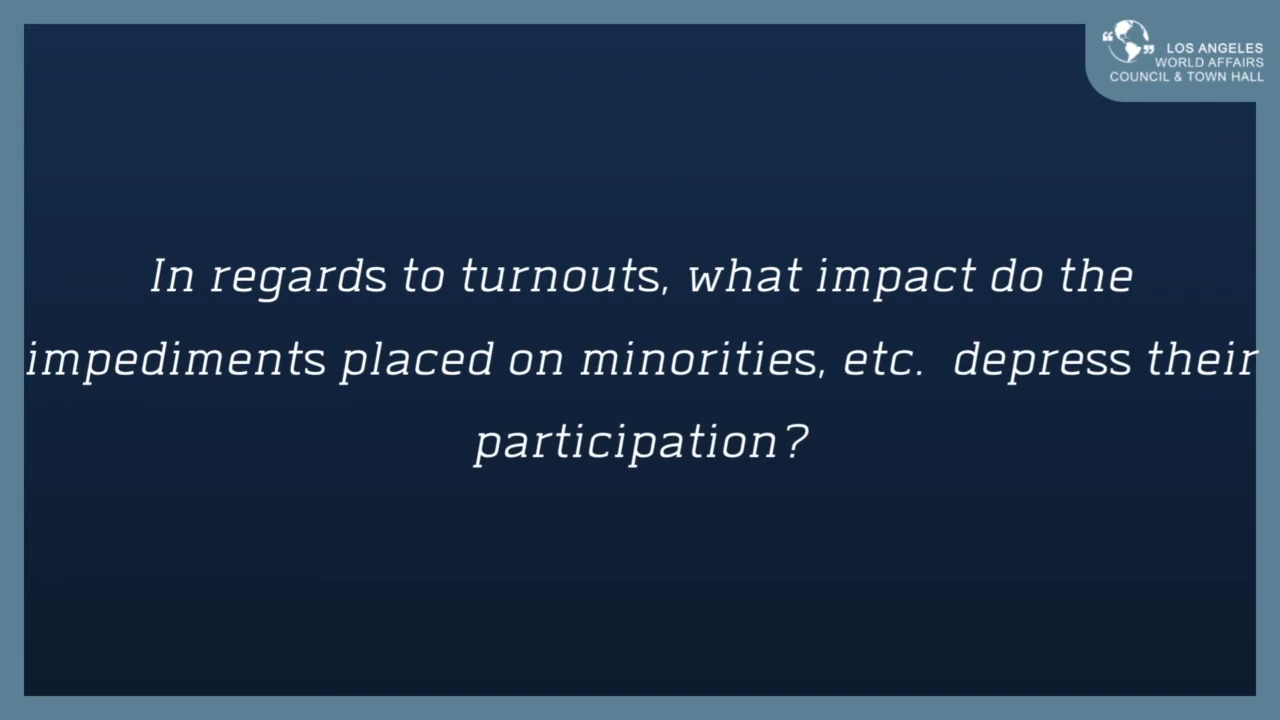 LOS ANGELES
WORLD AFFAIRS
COUNCIL & TOWN HALL
In regards to turnouts, what impact do the
impediments placed on minorities, etc.  depress their
participation?